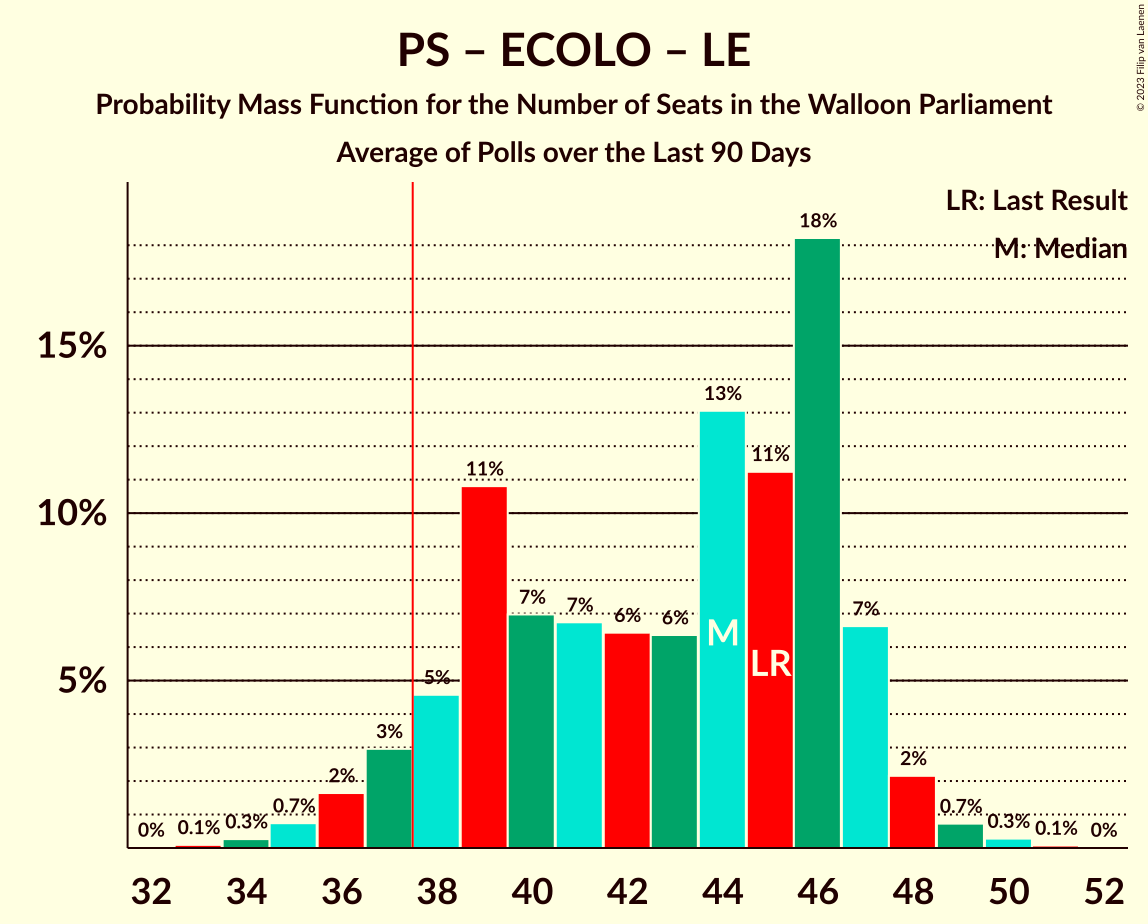 PS – ECOLO – LE
Probability Mass Function for the Number of Seats in the Walloon Parliament
Average of Polls over the Last 90 Days
© 2023 Filip van Laenen
LR: Last Result
M: Median
15%
10%
5%
0% 0.1% 0.3% 0.7% 2% 3% 5% 11% 7% 7% 6% 6% 13% 11% 18% 7% 2% 0.7% 0.3% 0.1% 0%
M
LR
32 34 36 38 40 42 44 46 48 50 52